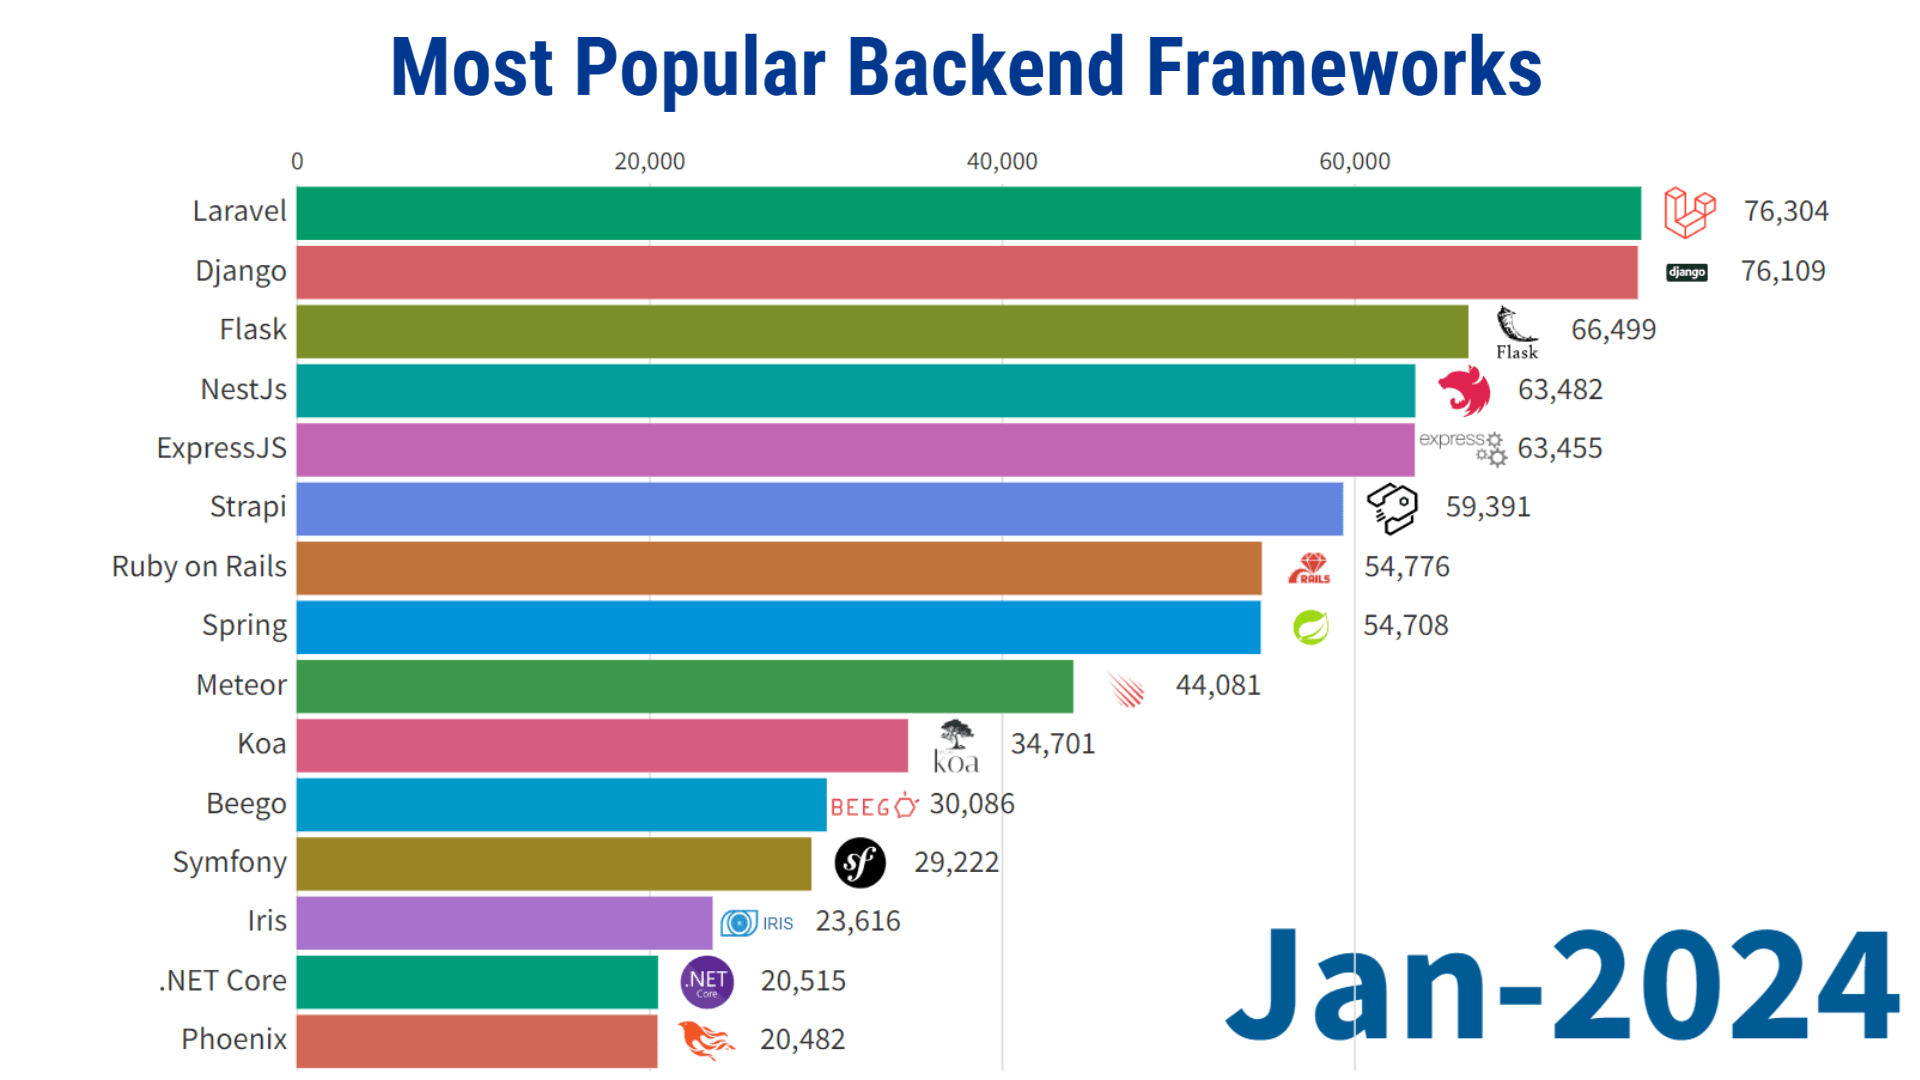 Most Popular Backend Frameworks
0 20,000 40,000 60,000
Laravel 76,304
Django django 76,109
Flask Flask 66,499
NestJs 63,482
ExpressJS express 63,455
Strapi 59,391
Ruby on Rails RAILS 54,776
Spring 54,708
Meteor 44,081
Koa koa 34,701
Beego BEEGO 30,086
Symfony sf 29,222
Iris IRIS 23,616
.NET Core .NET Core 20,515
Phoenix 20,482
Jan-2024